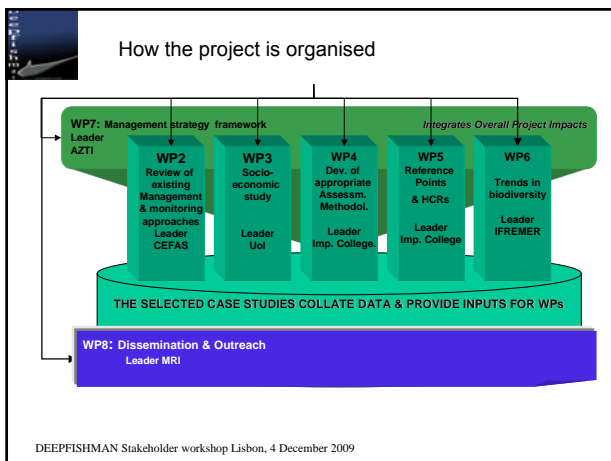 Deepfishman
How the project is organised
WP7: Management strategy framework
Integrates Overall Project Impacts
Leader
AZTI
WP2
Review of
existing
Management
& monitoring
approaches
Leader
CEFAS
WP3
Socio-
economic
study
Leader
UoI
WP4
Dev. of
appropriate
Assessm.
Methodol.
Leader
Imp. College.
WP5
Reference
Points
& HCRs
Leader
Imp. College
WP6
Trends in
biodiversity
Leader
IFREMER
THE SELECTED CASE STUDIES COLLATE DATA & PROVIDE INPUTS FOR WPs
WP8: Dissemination & Outreach
Leader MRI
DEEPFISHMAN Stakeholder workshop Lisbon, 4 December 2009